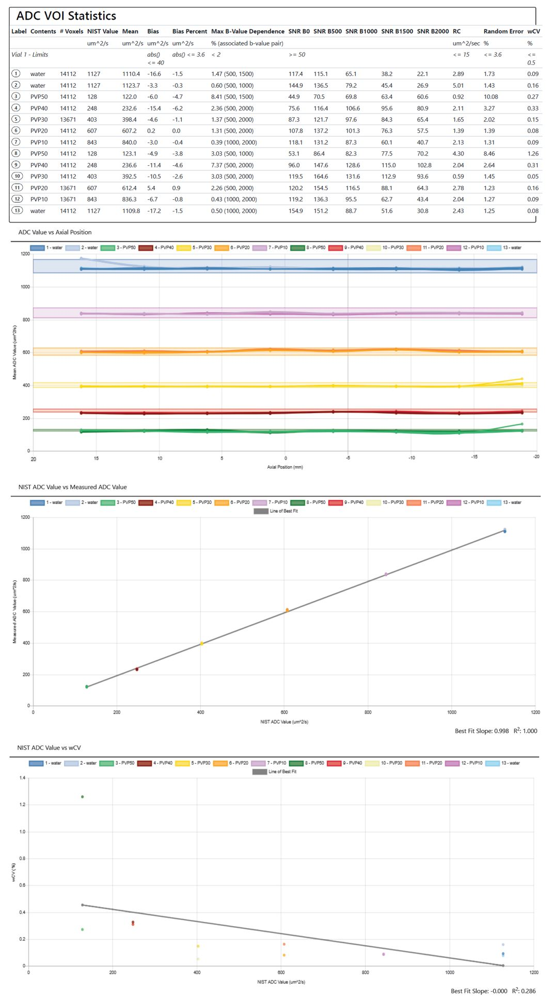 ADC VOI Statistics
Label Contents # Voxels NIST Value Mean Bias Bias Percent Max B-Value Dependence SNR B0 SNR B500 SNR B1000 SNR B1500 SNR B2000 RC Random Error wCV
um^2/s um^2/s um^2/s um^2/s % (associated b-value pair) um^2/sec % %
Vial 1 - Limits abs() <= 40 abs() <= 3.6 < 2 >= 50 <= 15 <= 3.6 <= 0.5
1 water 14112 1127 1110.4 -16.6 -1.5 1.47 (500, 1500) 117.4 115.1 65.1 38.2 22.1 2.89 1.73 0.09
2 water 14112 1127 1123.7 -3.3 -0.3 0.60 (500, 1000) 144.9 136.5 79.2 45.4 26.9 5.01 1.43 0.16
3 PVP50 14112 128 122.0 -6.0 -4.7 8.41 (500, 1500) 44.9 70.5 69.8 63.4 60.6 0.92 10.08 0.27
4 PVP40 14112 248 232.6 -15.4 -6.2 2.36 (500, 2000) 75.6 116.4 106.6 95.6 80.9 2.11 3.27 0.33
5 PVP30 13671 403 398.4 -4.6 -1.1 1.37 (500, 2000) 87.3 121.7 97.6 84.3 65.4 1.65 2.02 0.15
6 PVP20 14112 607 607.2 0.2 0.0 1.31 (500, 2000) 107.8 137.2 101.3 76.3 57.5 1.39 1.39 0.08
7 PVP10 14112 843 840.0 -3.0 -0.4 0.39 (1000, 2000) 118.1 131.2 87.3 60.1 40.7 2.13 1.31 0.09
8 PVP50 14112 128 123.1 -4.9 -3.8 3.03 (500, 1000) 53.1 86.4 82.3 77.5 70.2 4.30 8.46 1.26
9 PVP40 14112 248 236.6 -11.4 -4.6 7.37 (500, 2000) 96.0 147.6 128.6 115.0 102.8 2.04 2.64 0.31
10 PVP30 14112 403 392.5 -10.5 -2.6 3.03 (500, 2000) 119.5 164.6 131.6 112.9 93.6 0.59 1.45 0.05
11 PVP20 13671 607 612.4 5.4 0.9 2.26 (500, 2000) 120.2 154.5 116.5 88.1 64.3 2.78 1.23 0.16
12 PVP10 13671 843 836.3 -6.7 -0.8 0.43 (1000, 2000) 119.2 136.3 95.5 62.7 43.4 2.04 1.27 0.09
13 water 14112 1127 1109.8 -17.2 -1.5 0.50 (1000, 2000) 154.9 151.2 88.7 51.6 30.8 2.43 1.25 0.08
ADC Value vs Axial Position
1 - water 2 - water 3 - PVP50 4 - PVP40 5 - PVP30 6 - PVP20 7 - PVP10 8 - PVP50 9 - PVP40 10 - PVP30 11 - PVP20 12 - PVP10 13 - water
Mean ADC Value (um^2/s)
1200
1000
800
600
400
200
0
20 15 10 5 0 -5 -10 -15 -20
Axial Position (mm)
NIST ADC Value vs Measured ADC Value
1 - water 2 - water 3 - PVP50 4 - PVP40 5 - PVP30 6 - PVP20 7 - PVP10 8 - PVP50 9 - PVP40 10 - PVP30 11 - PVP20 12 - PVP10 13 - water
Line of Best Fit
Measured ADC Value (um^2/s)
1200
1000
800
600
400
200
0
0 200 400 600 800 1000 1200
NIST ADC Value (um^2/s)
Best Fit Slope: 0.998 R²: 1.000
NIST ADC Value vs wCV
1 - water 2 - water 3 - PVP50 4 - PVP40 5 - PVP30 6 - PVP20 7 - PVP10 8 - PVP50 9 - PVP40 10 - PVP30 11 - PVP20 12 - PVP10 13 - water
Line of Best Fit
wCV (%)
1.4
1.2
1.0
0.8
0.6
0.4
0.2
0
0 200 400 600 800 1000 1200
NIST ADC Value (um^2/s)
Best Fit Slope: -0.000 R²: 0.286